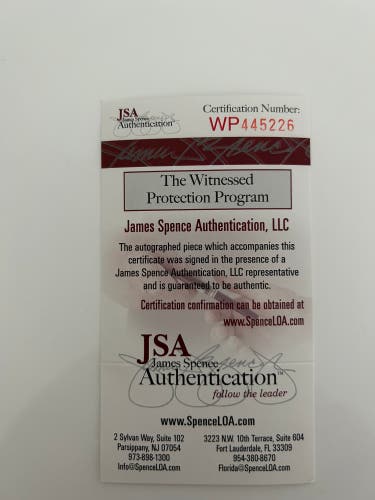 JSA
James Spence
Authentication™
Certification Number:
WP445226
The Witnessed
Protection Program
James Spence Authentication, LLC
The autographed piece which accompanies this
certificate was signed in the presence of a
James Spence Authentication, LLC representative
and is guaranteed to be authentic.
Certification confirmation can be obtained at
www.SpenceLOA.com
JSA
James Spence
Authentication™
follow the leader
www.SpenceLOA.com
2 Sylvan Way, Suite 102
Parsippany, NJ 07054
973-898-1300
Info@SpenceLOA.com
3223 N.W. 10th Terrace, Suite 604
Fort Lauderdale, FL 33309
954-380-8670
Florida@SpenceLOA.com